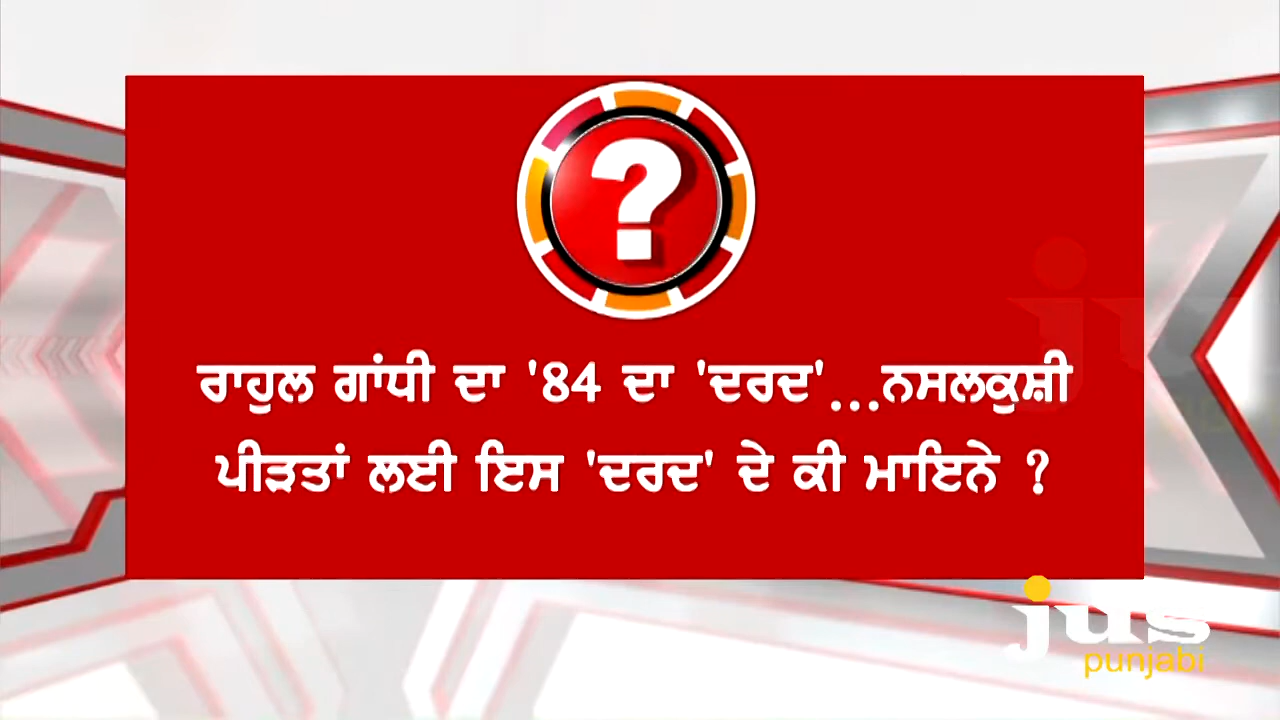 ?
ਰਾਹੁਲ ਗਾਂਧੀ ਦਾ '84 ਦਾ 'ਦਰਦ'...ਨਸਲਕੁਸ਼ੀ
ਪੀੜਤਾਂ ਲਈ ਇਸ 'ਦਰਦ' ਦੇ ਕੀ ਮਾਇਨੇ ?
jus
punjabi